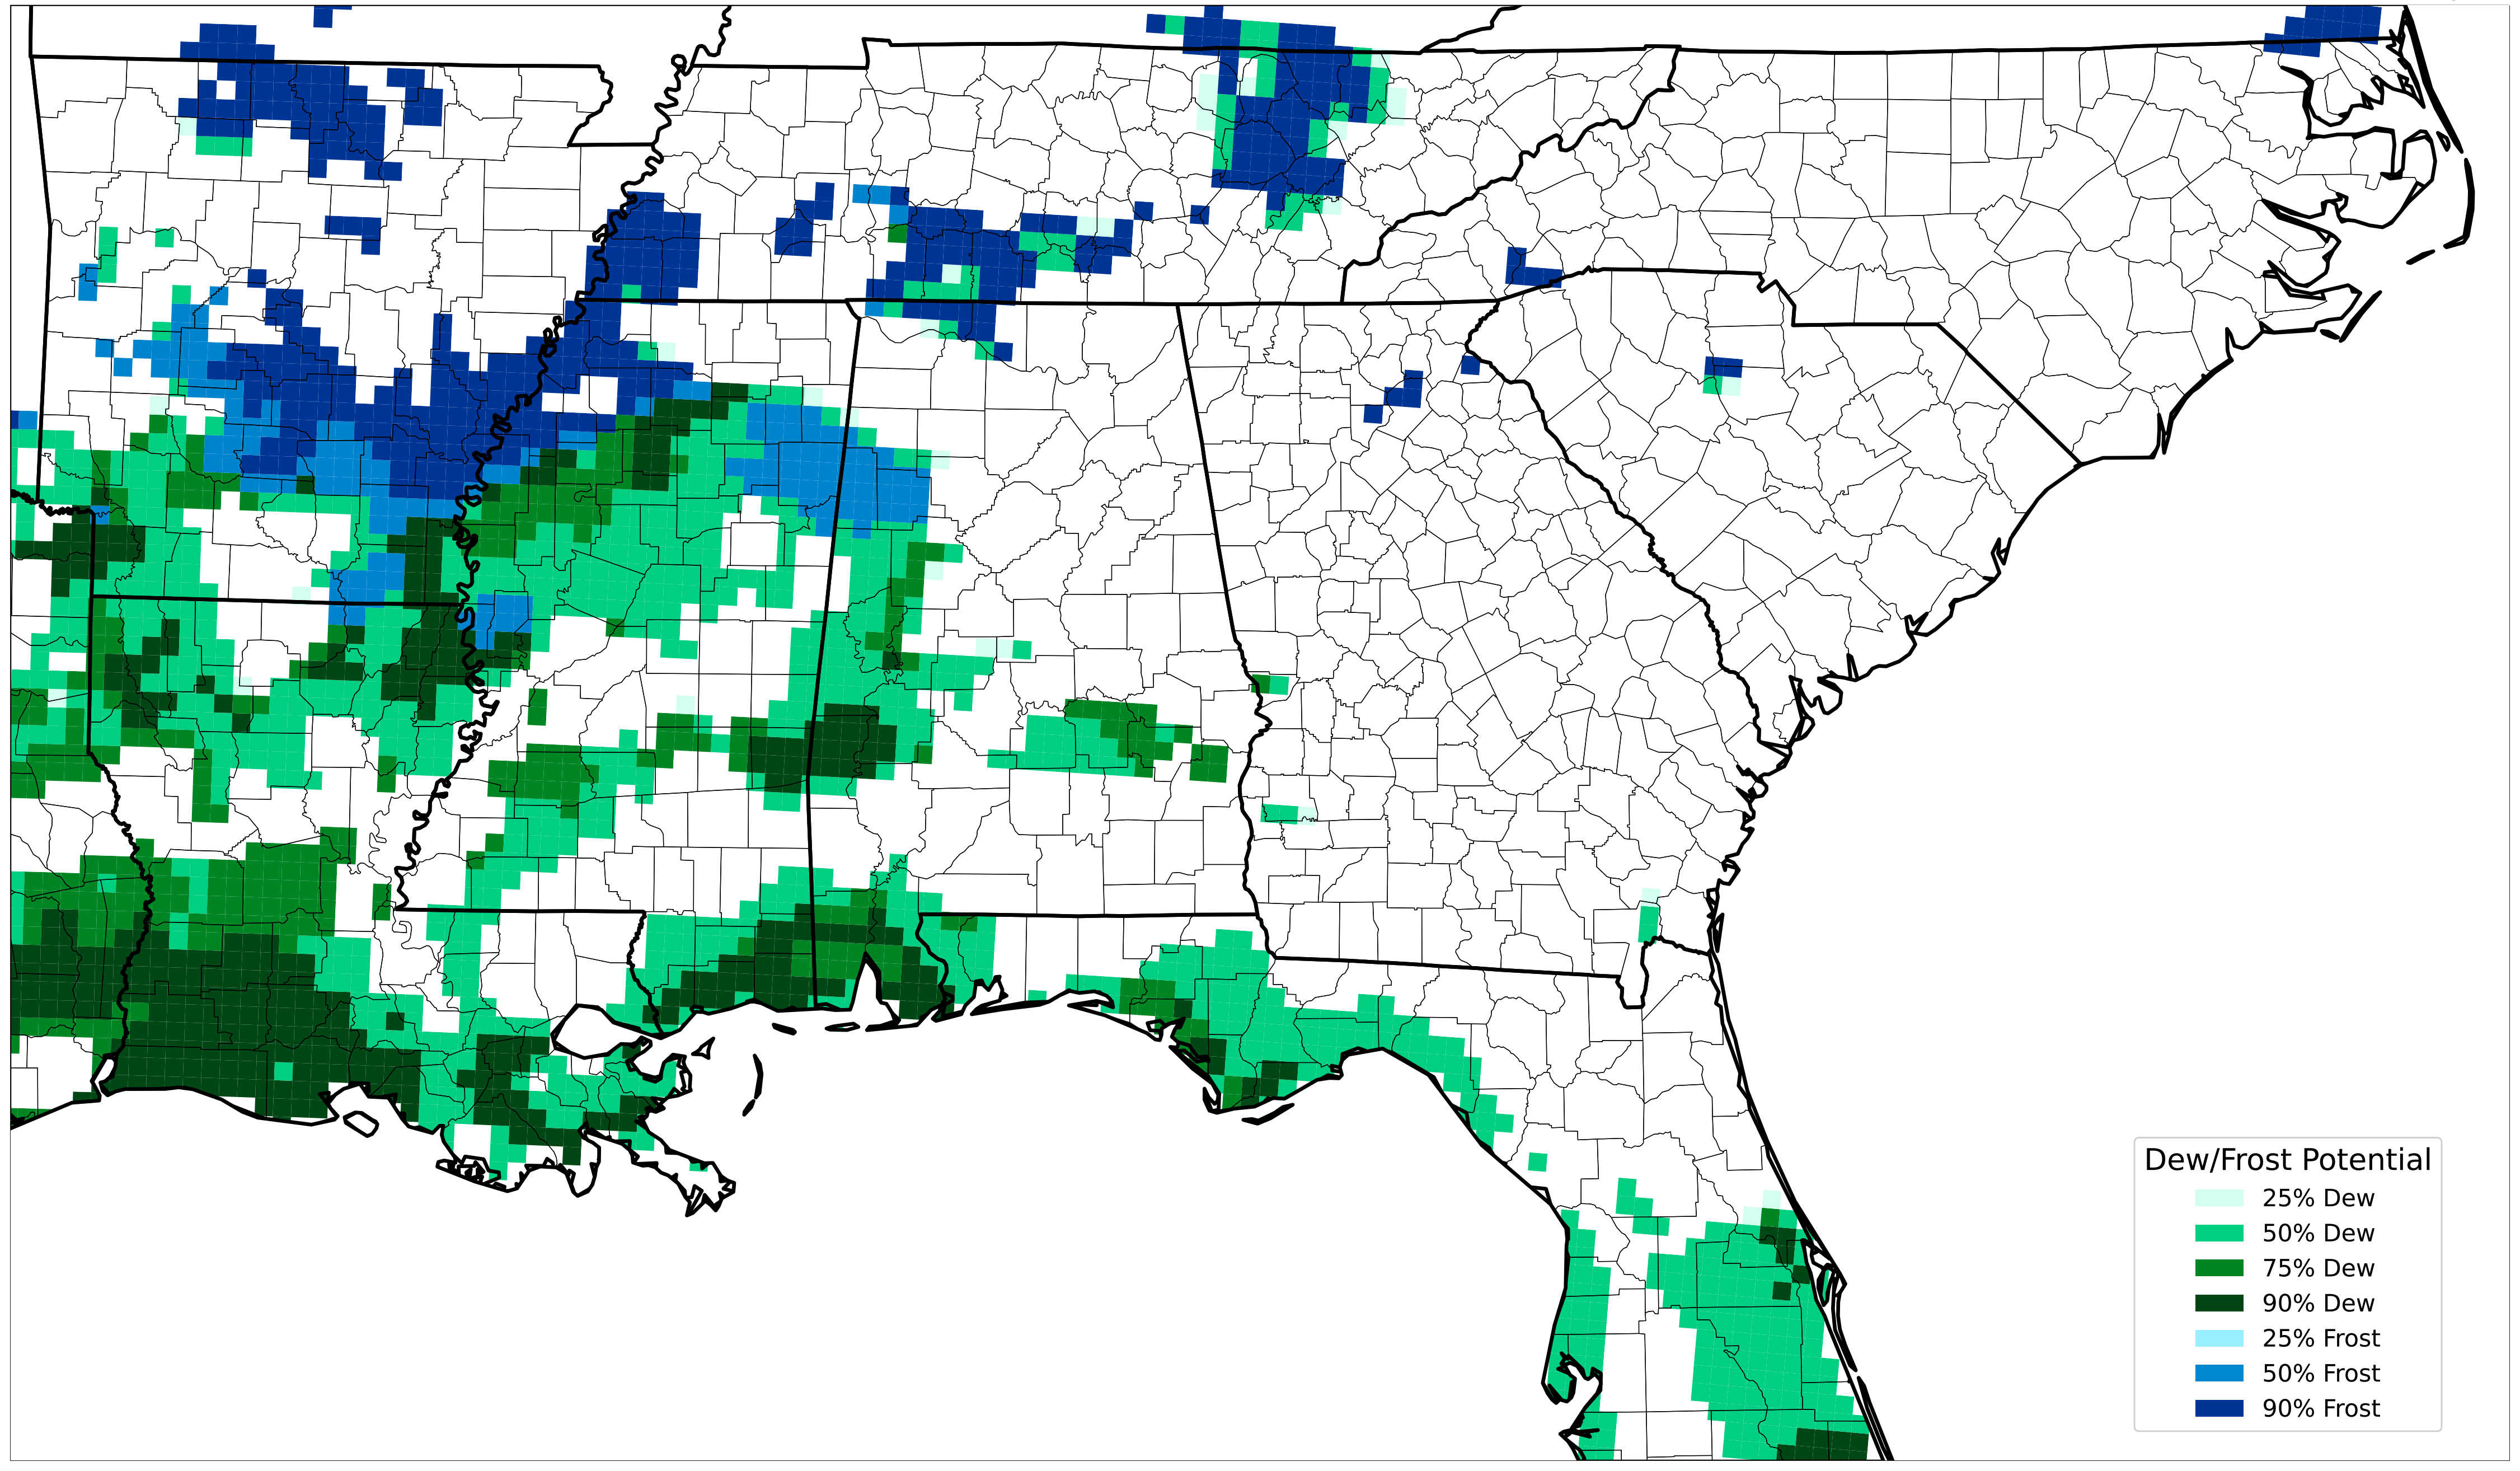 Dew/Frost Potential
25% Dew
50% Dew
75% Dew
90% Dew
25% Frost
50% Frost
90% Frost